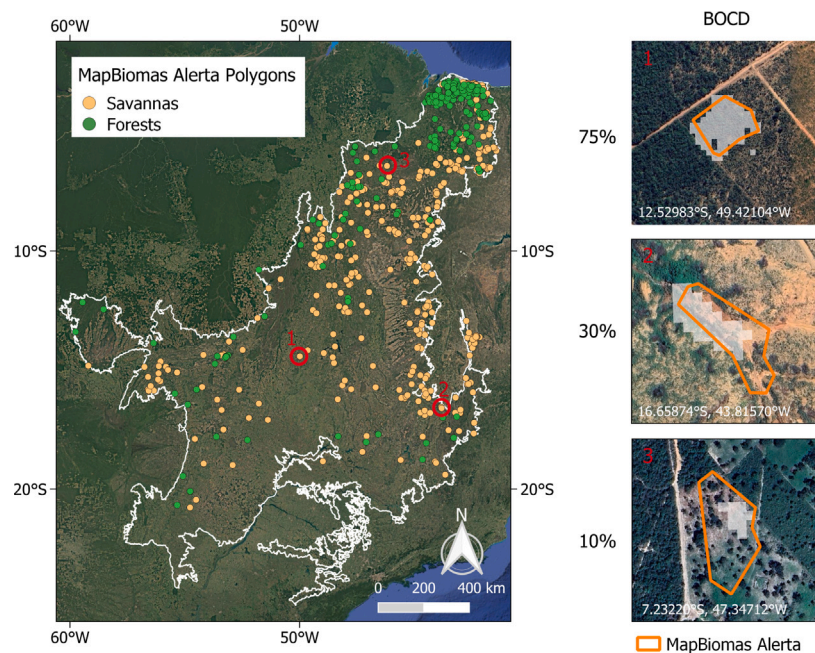 60°W
50°W
MapBiomas Alerta Polygons
Savannas
Forests
10°S
20°S
10°S
20°S
1
2
3
N
0 200 400 km
60°W
50°W
BOCD
75%
1
12.52983°S, 49.42104°W
30%
2
16.65874°S, 43.81570°W
10%
3
7.23220°S, 47.34712°W
MapBiomas Alerta